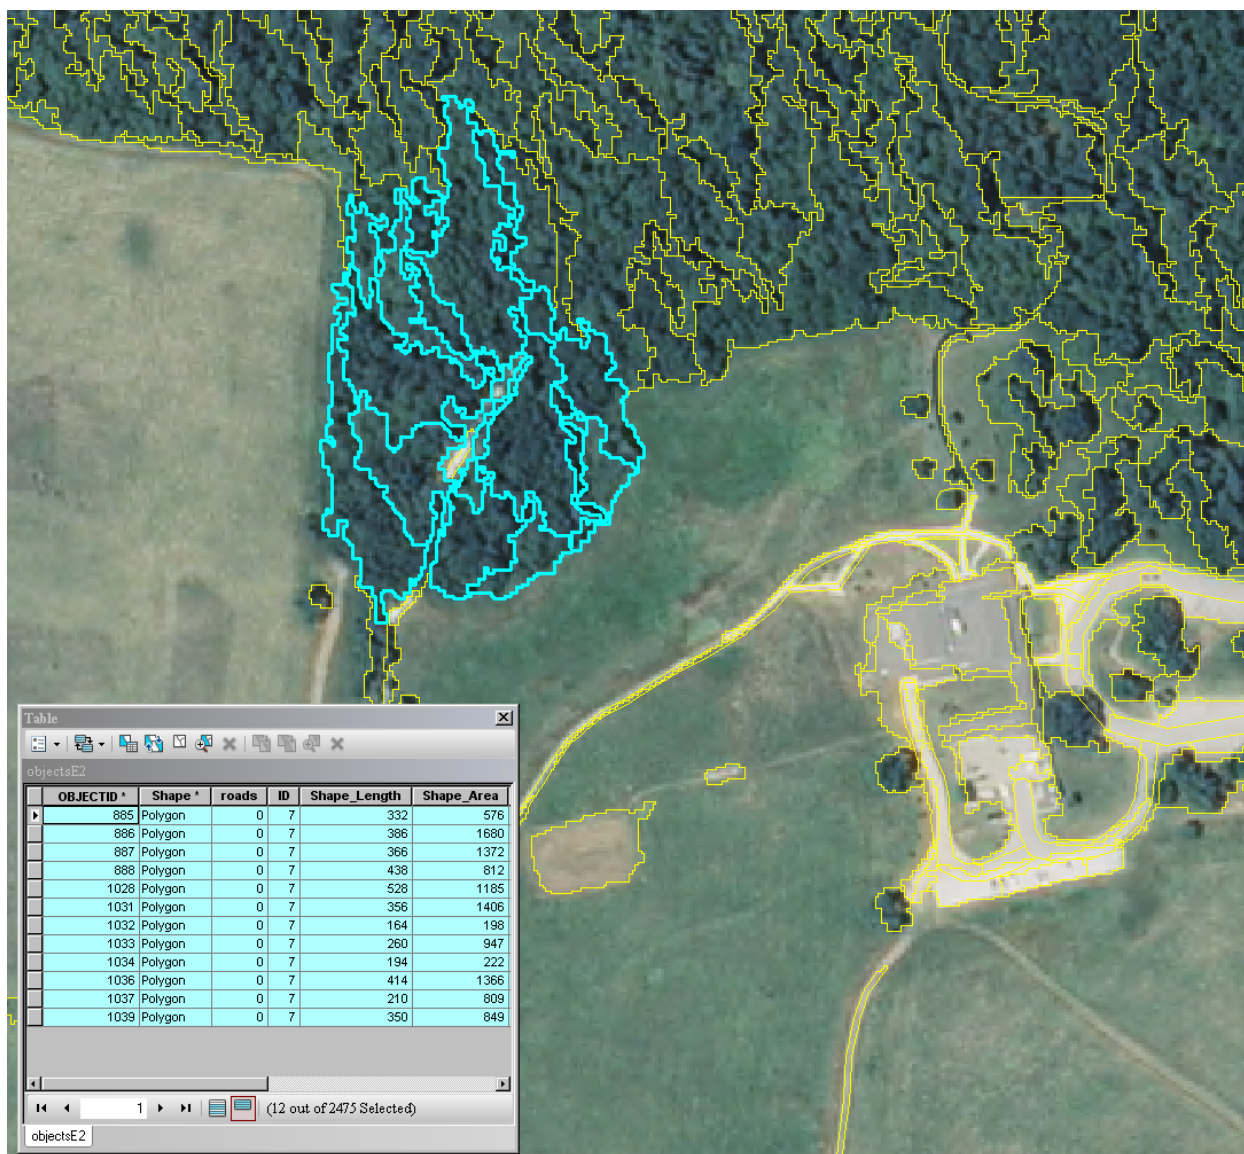 Table
objectsE2
OBJECTID * Shape * roads ID Shape_Length Shape_Area
885 Polygon 0 7 332 576
886 Polygon 0 7 386 1680
887 Polygon 0 7 366 1372
888 Polygon 0 7 438 812
1028 Polygon 0 7 528 1185
1031 Polygon 0 7 356 1406
1032 Polygon 0 7 164 198
1033 Polygon 0 7 260 947
1034 Polygon 0 7 194 222
1036 Polygon 0 7 414 1366
1037 Polygon 0 7 210 809
1039 Polygon 0 7 350 849
1 (12 out of 2475 Selected)
objectsE2